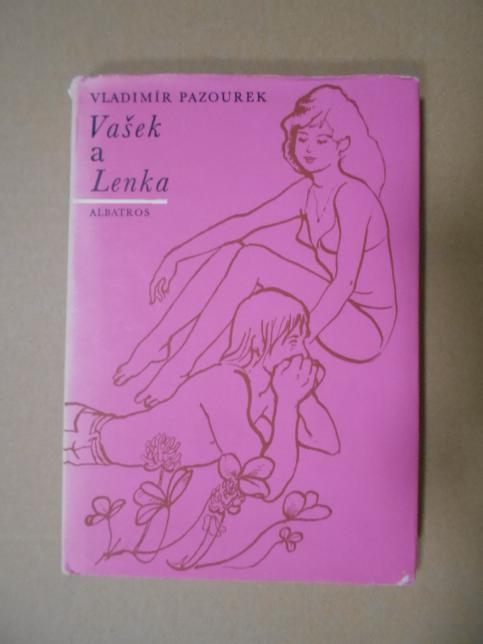 VLADIMÍR PAZOUREK
Vašek
a
Lenka
ALBATROS